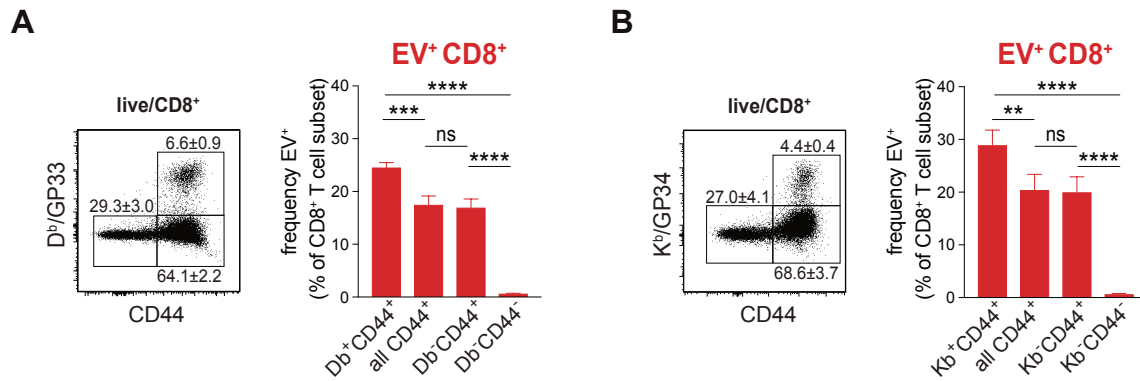 A
live/CD8⁺
6.6±0.9
29.3±3.0
64.1±2.2
Dᵇ/GP33
CD44
EV⁺ CD8⁺
frequency EV⁺
(% of CD8⁺ T cell subset)
40
30
20
10
0
****
***
ns
****
Db⁺CD44⁺
all CD44⁺
Db⁻CD44⁺
Db⁻CD44⁻
B
live/CD8⁺
4.4±0.4
27.0±4.1
68.6±3.7
Kᵇ/GP34
CD44
EV⁺ CD8⁺
frequency EV⁺
(% of CD8⁺ T cell subset)
40
30
20
10
0
****
**
ns
****
Kb⁺CD44⁺
all CD44⁺
Kb⁻CD44⁺
Kb⁻CD44⁻